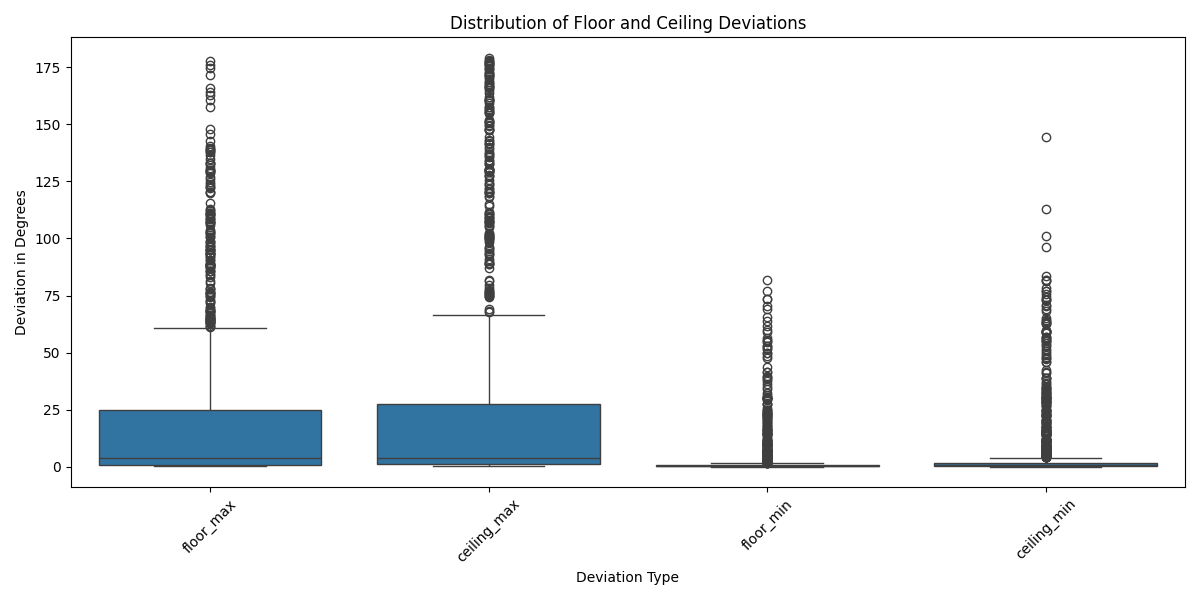 Distribution of Floor and Ceiling Deviations
Deviation in Degrees
175
150
125
100
75
50
25
0
floor_max
ceiling_max
floor_min
ceiling_min
Deviation Type